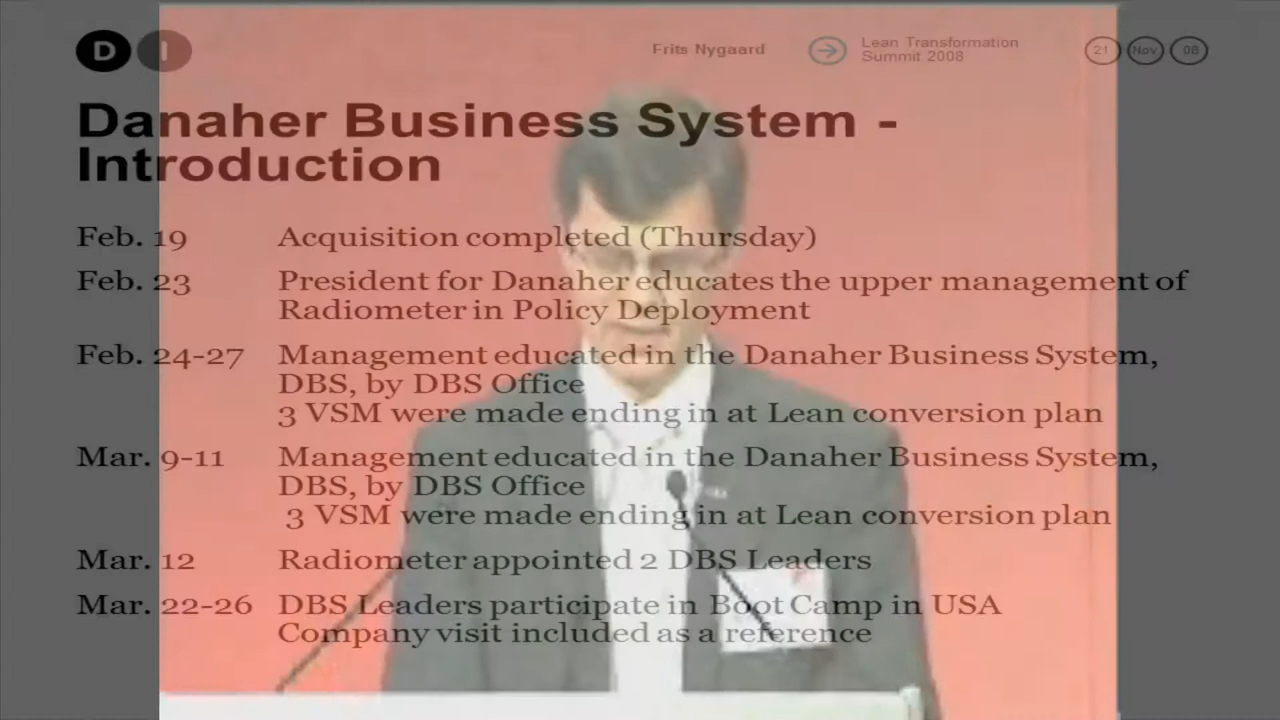 D I
Frits Nygaard
Lean Transformation
Summit 2008
21 Nov 08
Danaher Business System -
Introduction
Feb. 19 Acquisition completed (Thursday)
Feb. 23 President for Danaher educates the upper management of
Radiometer in Policy Deployment
Feb. 24-27 Management educated in the Danaher Business System,
DBS, by DBS Office
3 VSM were made ending in at Lean conversion plan
Mar. 9-11 Management educated in the Danaher Business System,
DBS, by DBS Office
3 VSM were made ending in at Lean conversion plan
Mar. 12 Radiometer appointed 2 DBS Leaders
Mar. 22-26 DBS Leaders participate in Boot Camp in USA
Company visit included as a reference